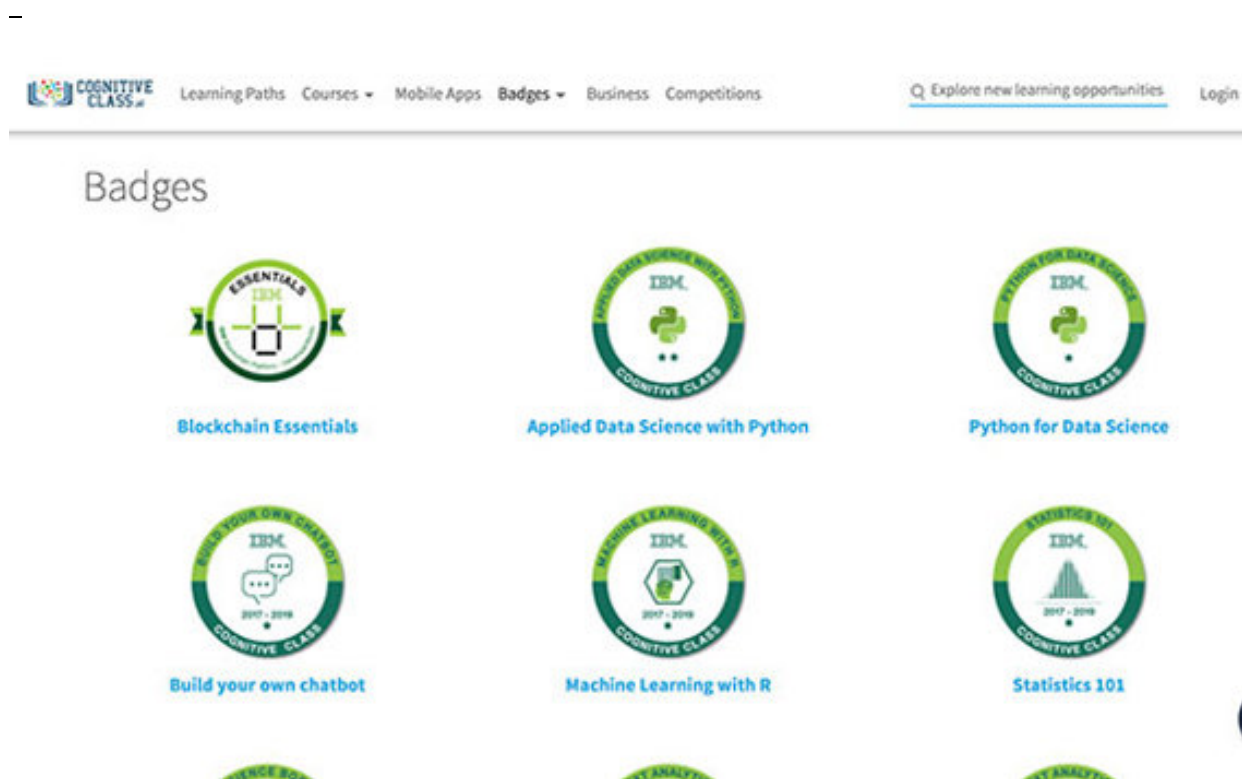 COGNITIVE
CLASS.ai
Learning Paths Courses Mobile Apps Badges Business Competitions
Explore new learning opportunities Login
Badges
ESSENTIALS
IBM
Blockchain Essentials
APPLIED DATA SCIENCE WITH PYTHON
IBM.
COGNITIVE CLASS
Applied Data Science with Python
PYTHON FOR DATA SCIENCE
IBM.
COGNITIVE CLASS
Python for Data Science
BUILD YOUR OWN CHATBOT
IBM.
2017 - 2019
COGNITIVE CLASS
Build your own chatbot
MACHINE LEARNING WITH R
IBM.
2017 - 2019
COGNITIVE CLASS
Machine Learning with R
STATISTICS 101
IBM.
2017 - 2019
COGNITIVE CLASS
Statistics 101